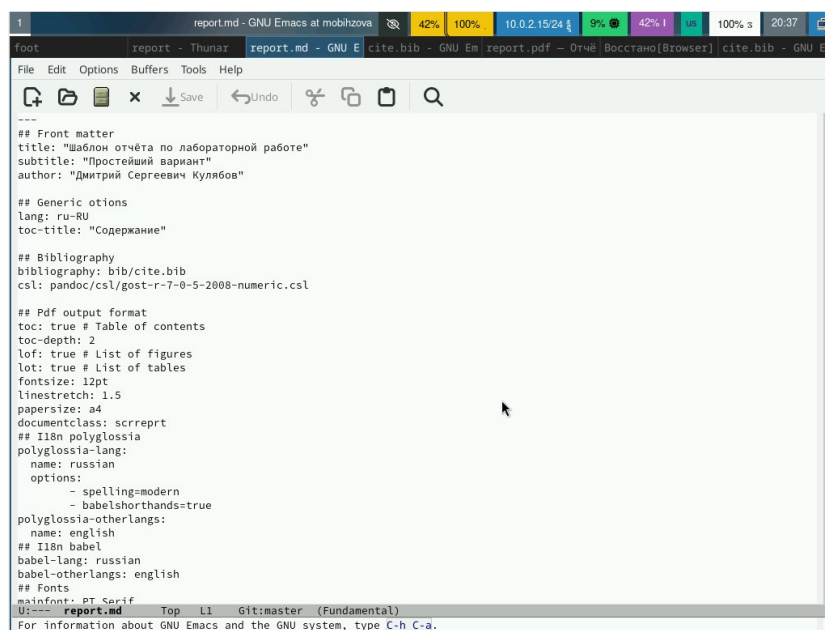 1 report.md - GNU Emacs at mobihzova 42% 100% 10.0.2.15/24 9% 42% us 100% 20:37
foot report - Thunar report.md - GNU E cite.bib - GNU Em report.pdf — Отчё Восстано[Browser] cite.bib - GNU E
File Edit Options Buffers Tools Help
Save Undo
---
## Front matter
title: "Шаблон отчёта по лабораторной работе"
subtitle: "Простейший вариант"
author: "Дмитрий Сергеевич Кулябов"
## Generic otions
lang: ru-RU
toc-title: "Содержание"
## Bibliography
bibliography: bib/cite.bib
csl: pandoc/csl/gost-r-7-0-5-2008-numeric.csl
## Pdf output format
toc: true # Table of contents
toc-depth: 2
lof: true # List of figures
lot: true # List of tables
fontsize: 12pt
linestretch: 1.5
papersize: a4
documentclass: scrreprt
## I18n polyglossia
polyglossia-lang:
name: russian
options:
- spelling=modern
- babelshorthands=true
polyglossia-otherlangs:
name: english
## I18n babel
babel-lang: russian
babel-otherlangs: english
## Fonts
mainfont: PT Serif
U:--- report.md Top L1 Git:master (Fundamental)
For information about GNU Emacs and the GNU system, type C-h C-a.